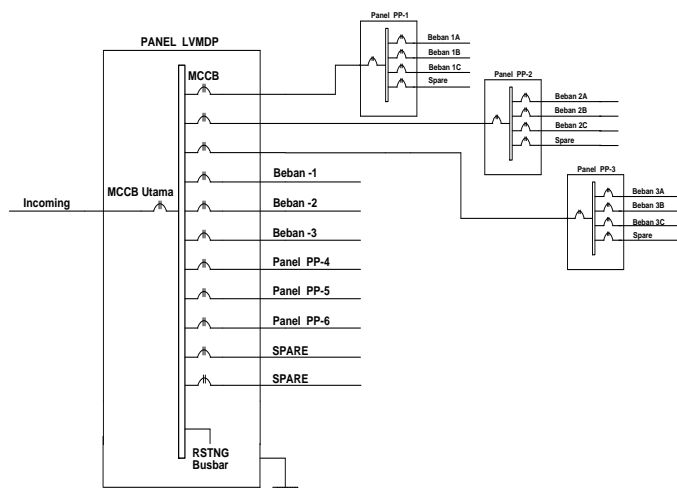 Panel PP-1
Beban 1A
Beban 1B
Beban 1C
Spare
PANEL LVMDP
MCCB
Panel PP-2
Beban 2A
Beban 2B
Beban 2C
Spare
Panel PP-3
Beban 3A
Beban 3B
Beban 3C
Spare
Incoming
MCCB Utama
Beban -1
Beban -2
Beban -3
Panel PP-4
Panel PP-5
Panel PP-6
SPARE
SPARE
RSTNG
Busbar